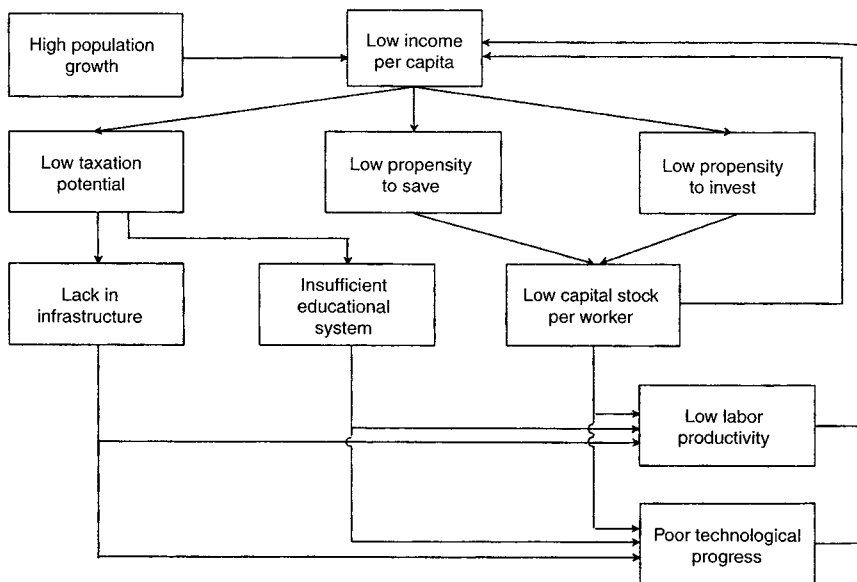 High population
growth
Low income
per capita
Low taxation
potential
Low propensity
to save
Low propensity
to invest
Lack in
infrastructure
Insufficient
educational
system
Low capital stock
per worker
Low labor
productivity
Poor technological
progress